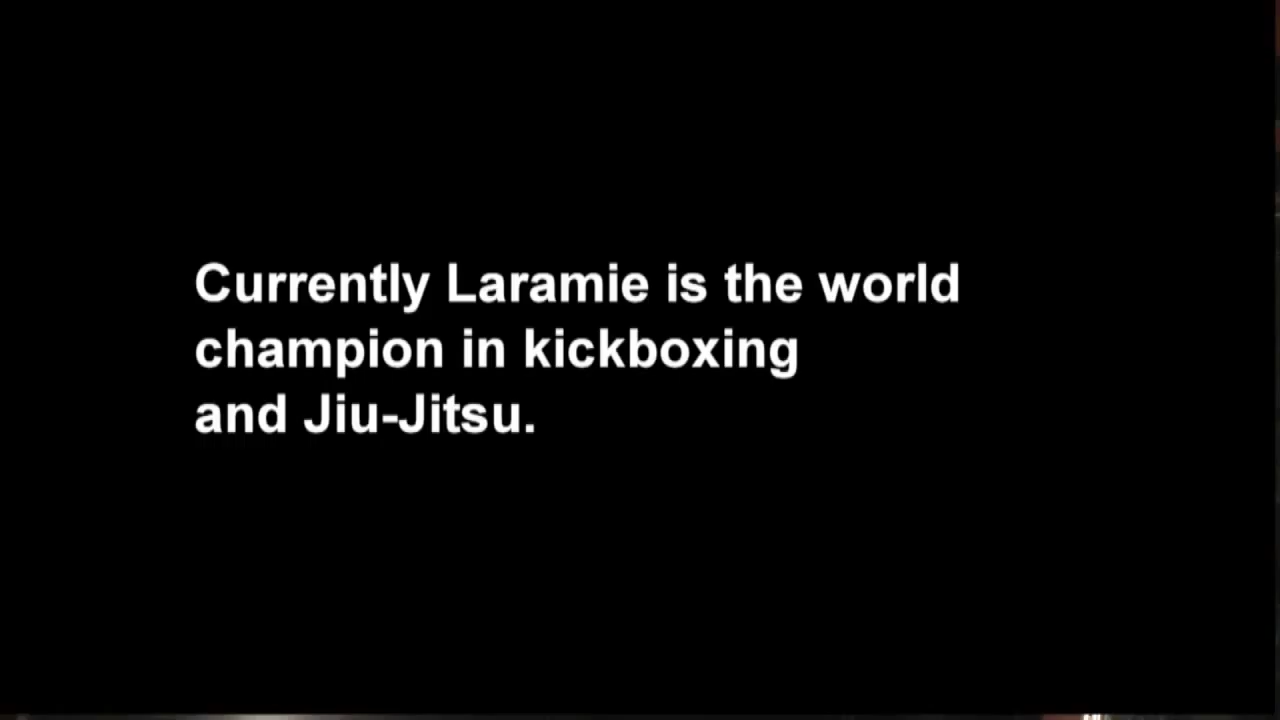 Currently Laramie is the world
champion in kickboxing
and Jiu-Jitsu.